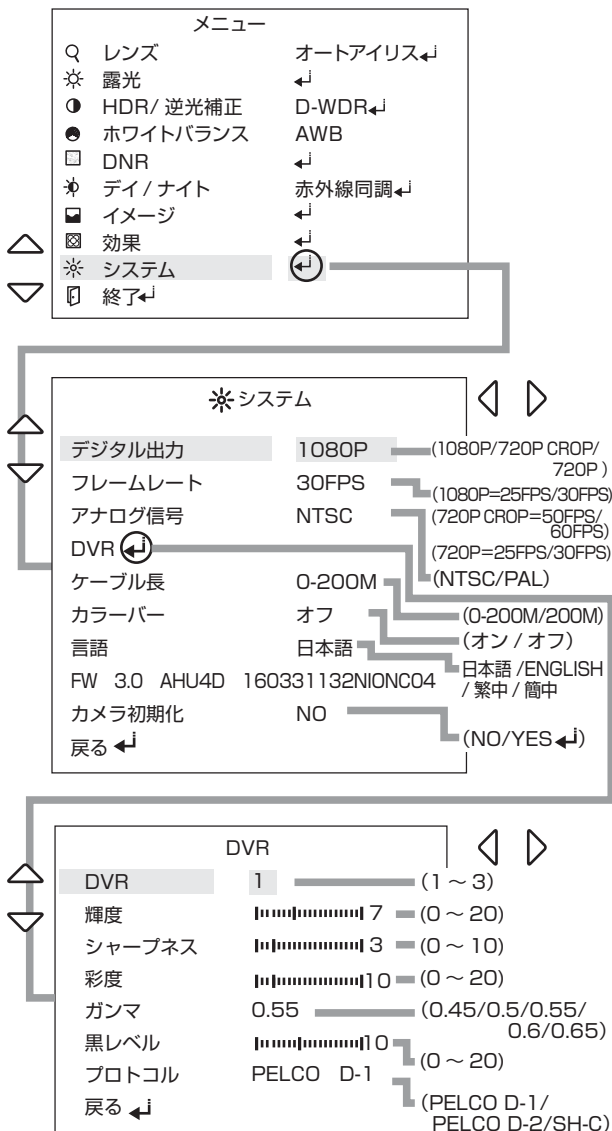 メニュー
レンズ オートアイリス↲
露光 ↲
HDR/ 逆光補正 D-WDR↲
ホワイトバランス AWB
DNR ↲
デイ / ナイト 赤外線同調↲
イメージ ↲
効果 ↲
システム ↲
終了↲
システム
デジタル出力 1080P (1080P/720P CROP/
720P )
フレームレート 30FPS (1080P=25FPS/30FPS)
アナログ信号 NTSC (720P CROP=50FPS/
60FPS)
(720P=25FPS/30FPS)
DVR ↲ (NTSC/PAL)
ケーブル長 0-200M (0-200M/200M)
カラーバー オフ (オン / オフ)
言語 日本語 日本語 /ENGLISH
/ 繁中 / 簡中
FW 3.0 AHU4D 160331132NIONC04
カメラ初期化 NO (NO/YES↲)
戻る ↲
DVR
DVR 1 (1 ～ 3)
輝度 7 (0 ～ 20)
シャープネス 3 (0 ～ 10)
彩度 10 (0 ～ 20)
ガンマ 0.55 (0.45/0.5/0.55/
0.6/0.65)
黒レベル 10 (0 ～ 20)
プロトコル PELCO D-1 (PELCO D-1/
PELCO D-2/SH-C)
戻る ↲